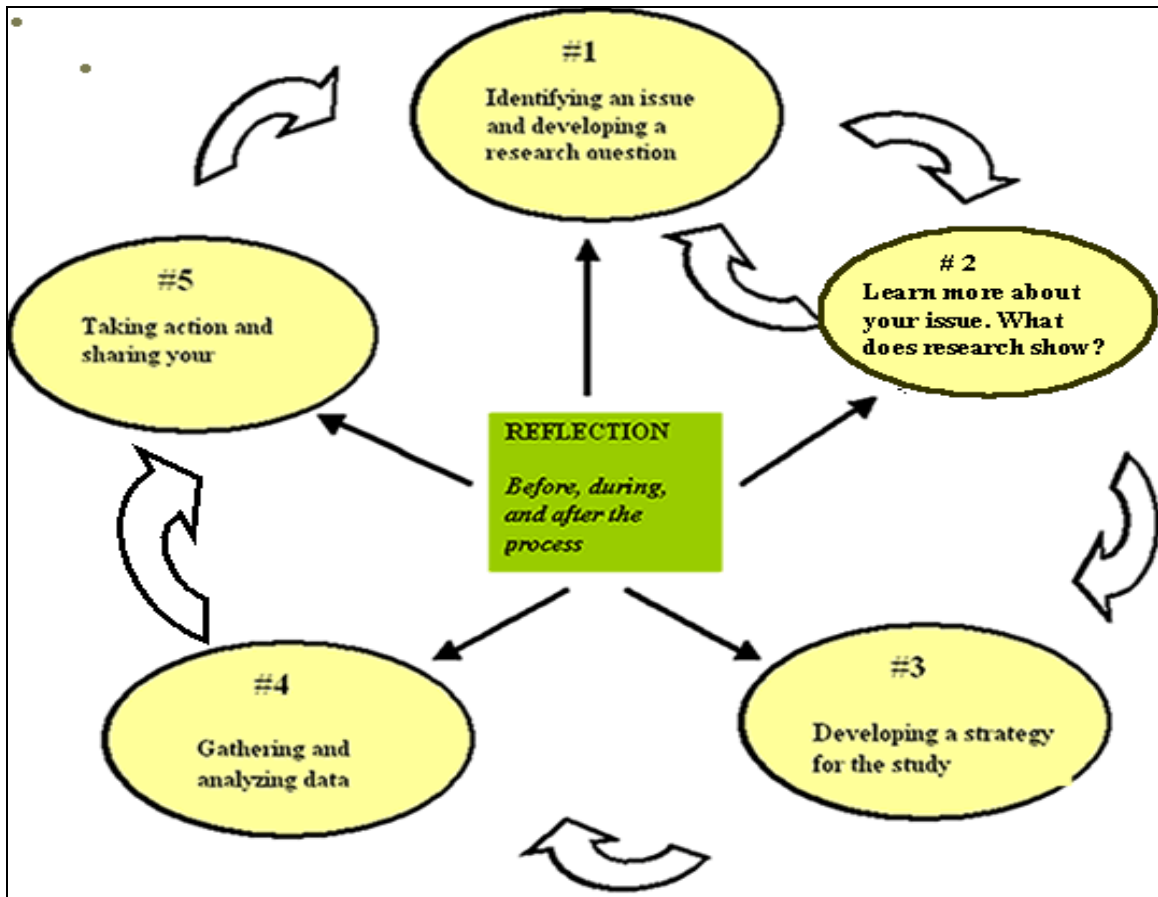 #1
Identifying an issue
and developing a
research question
# 2
Learn more about
your issue. What
does research show?
#5
Taking action and
sharing your
REFLECTION
Before, during,
and after the
process
#4
Gathering and
analyzing data
#3
Developing a strategy
for the study